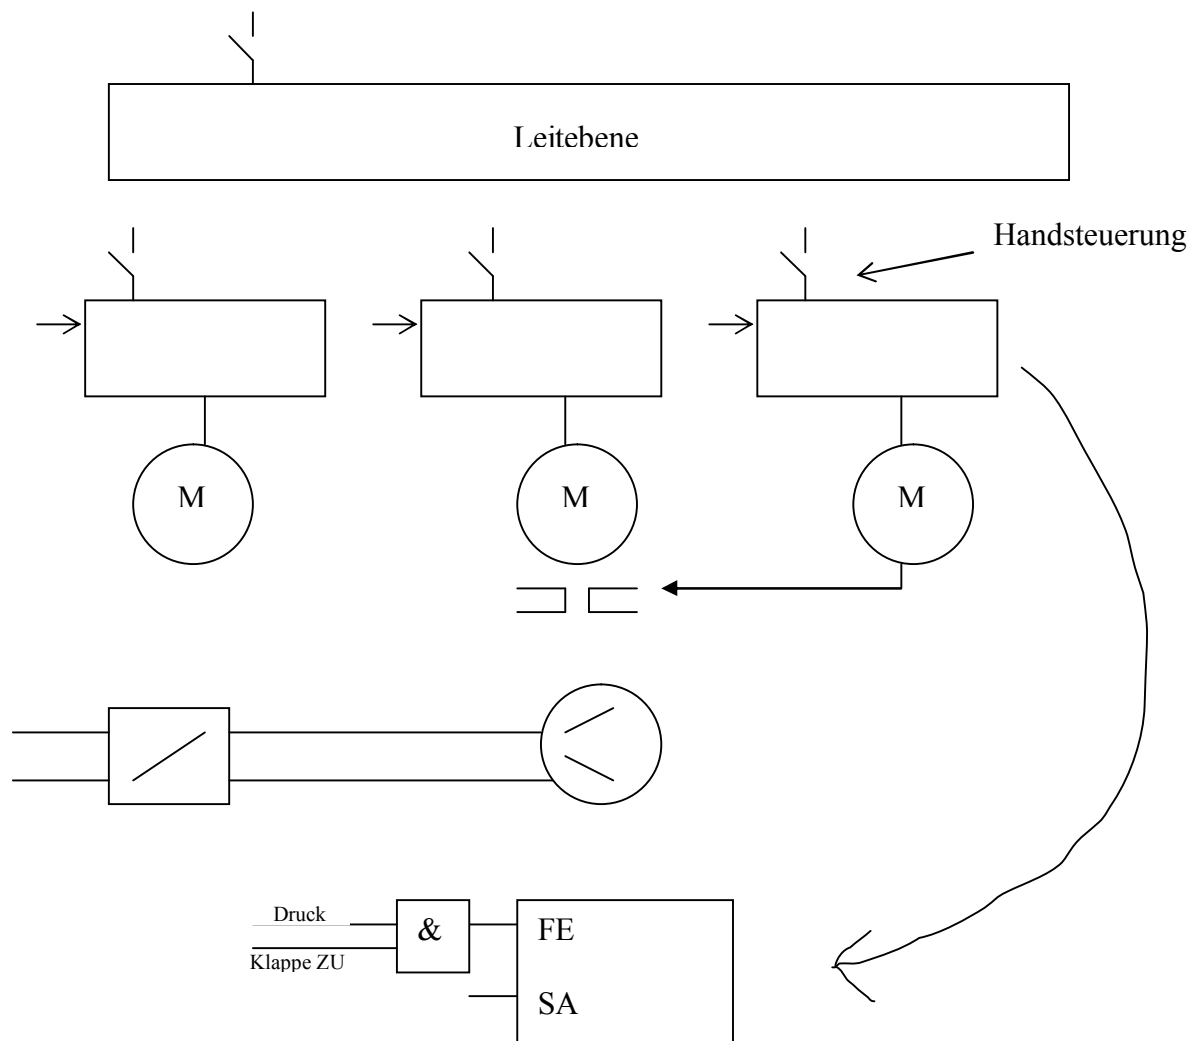 Leitebene
Handsteuerung
M
M
M
Druck
&
FE
Klappe ZU
SA